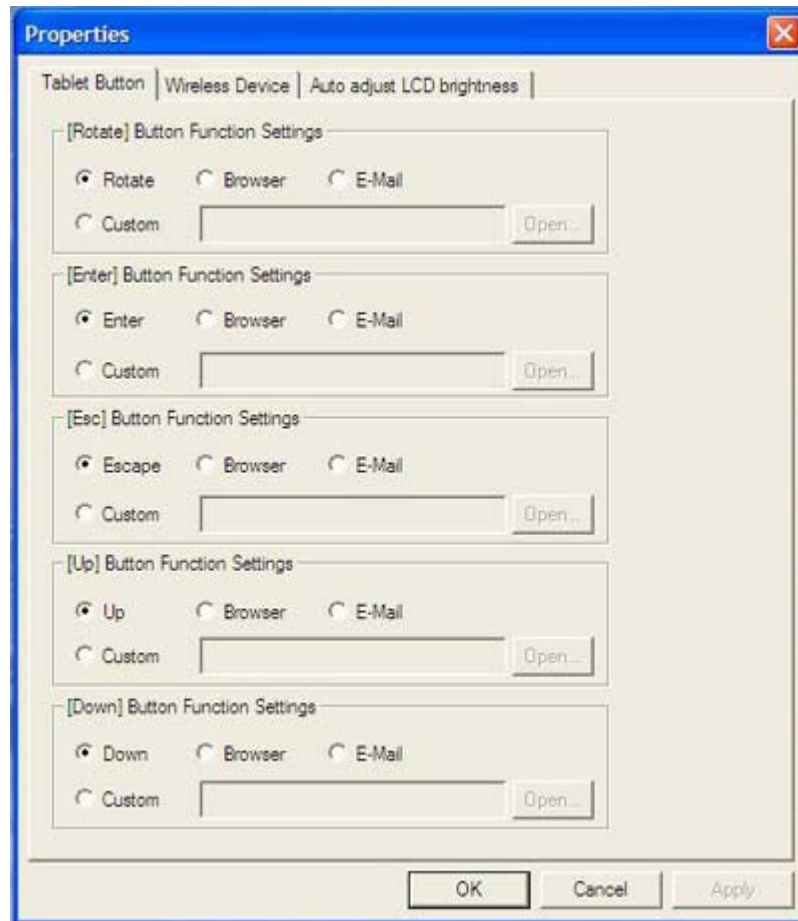 Properties
Tablet Button Wireless Device Auto adjust LCD brightness
[Rotate] Button Function Settings
Rotate Browser E-Mail
Custom Open...
[Enter] Button Function Settings
Enter Browser E-Mail
Custom Open...
[Esc] Button Function Settings
Escape Browser E-Mail
Custom Open...
[Up] Button Function Settings
Up Browser E-Mail
Custom Open...
[Down] Button Function Settings
Down Browser E-Mail
Custom Open...
OK Cancel Apply